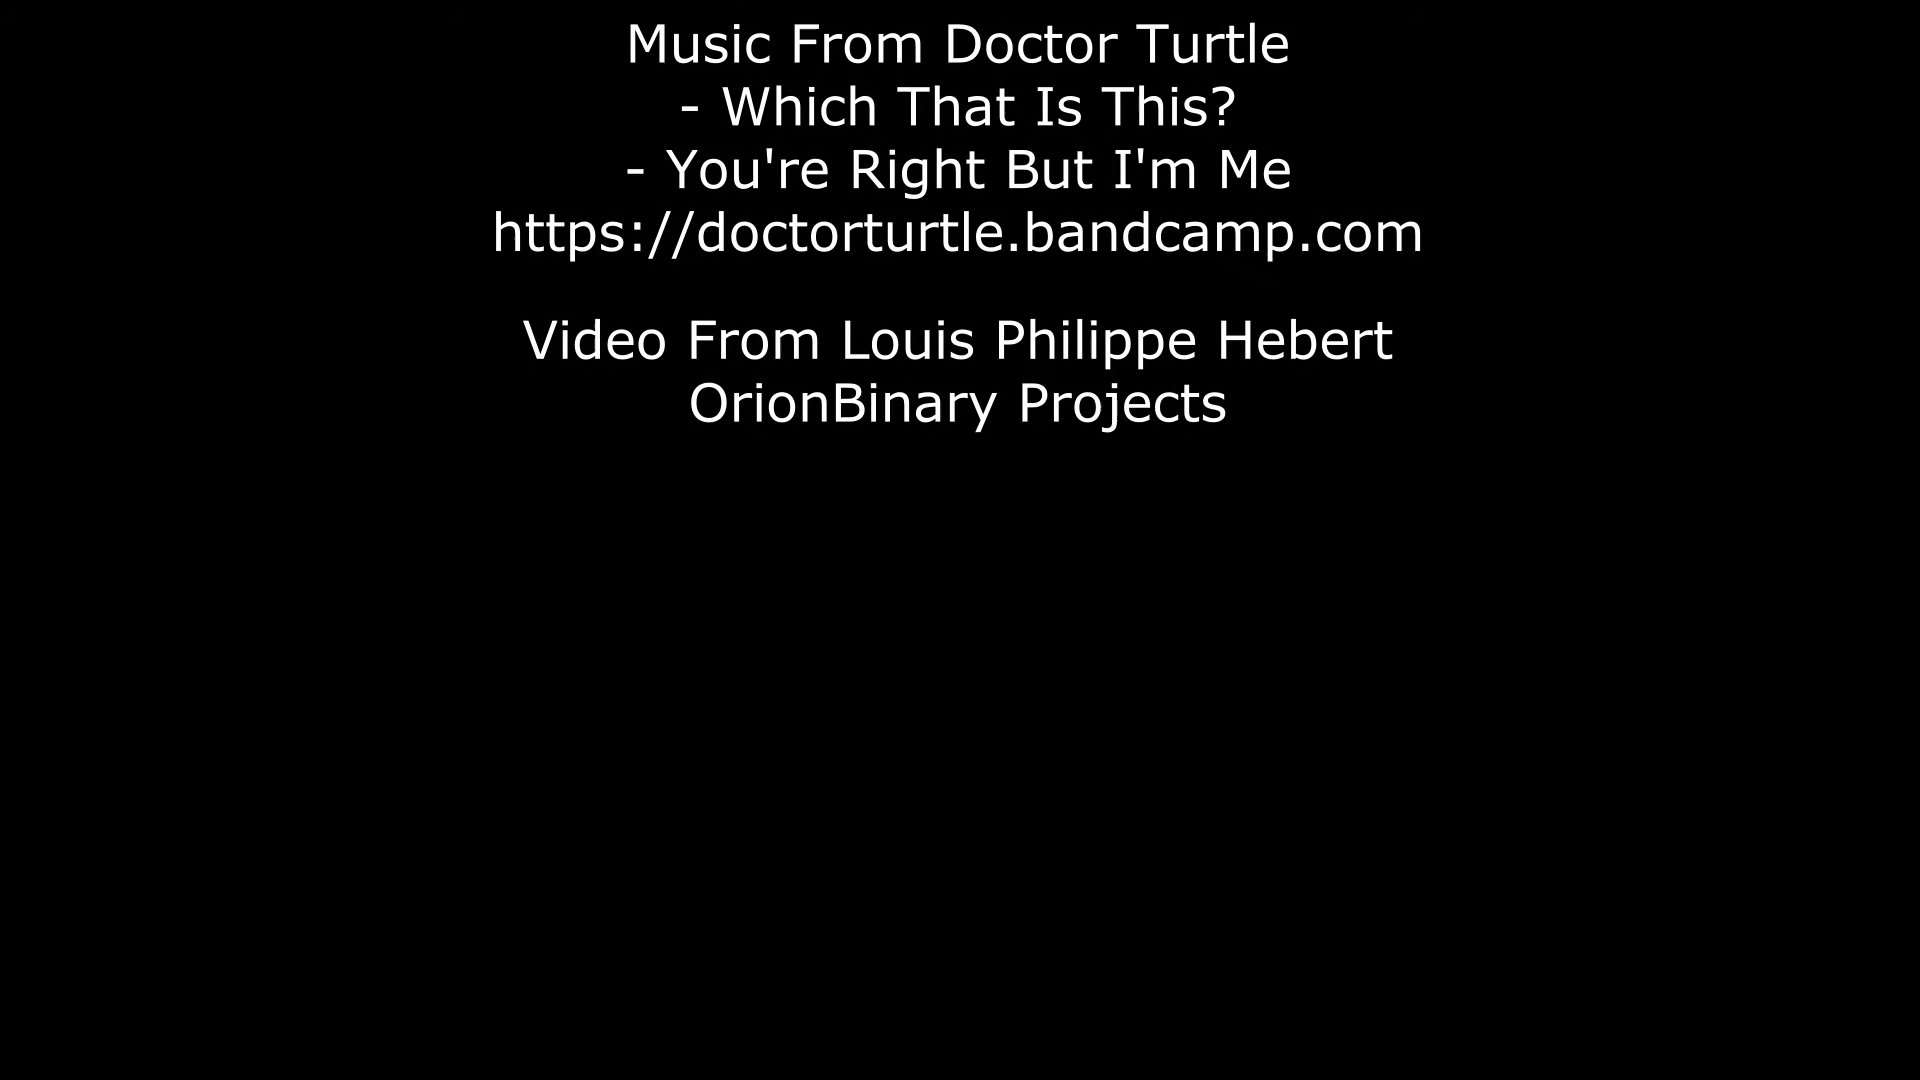 Music From Doctor Turtle
- Which That Is This?
- You're Right But I'm Me
https://doctorturtle.bandcamp.com
Video From Louis Philippe Hebert
OrionBinary Projects